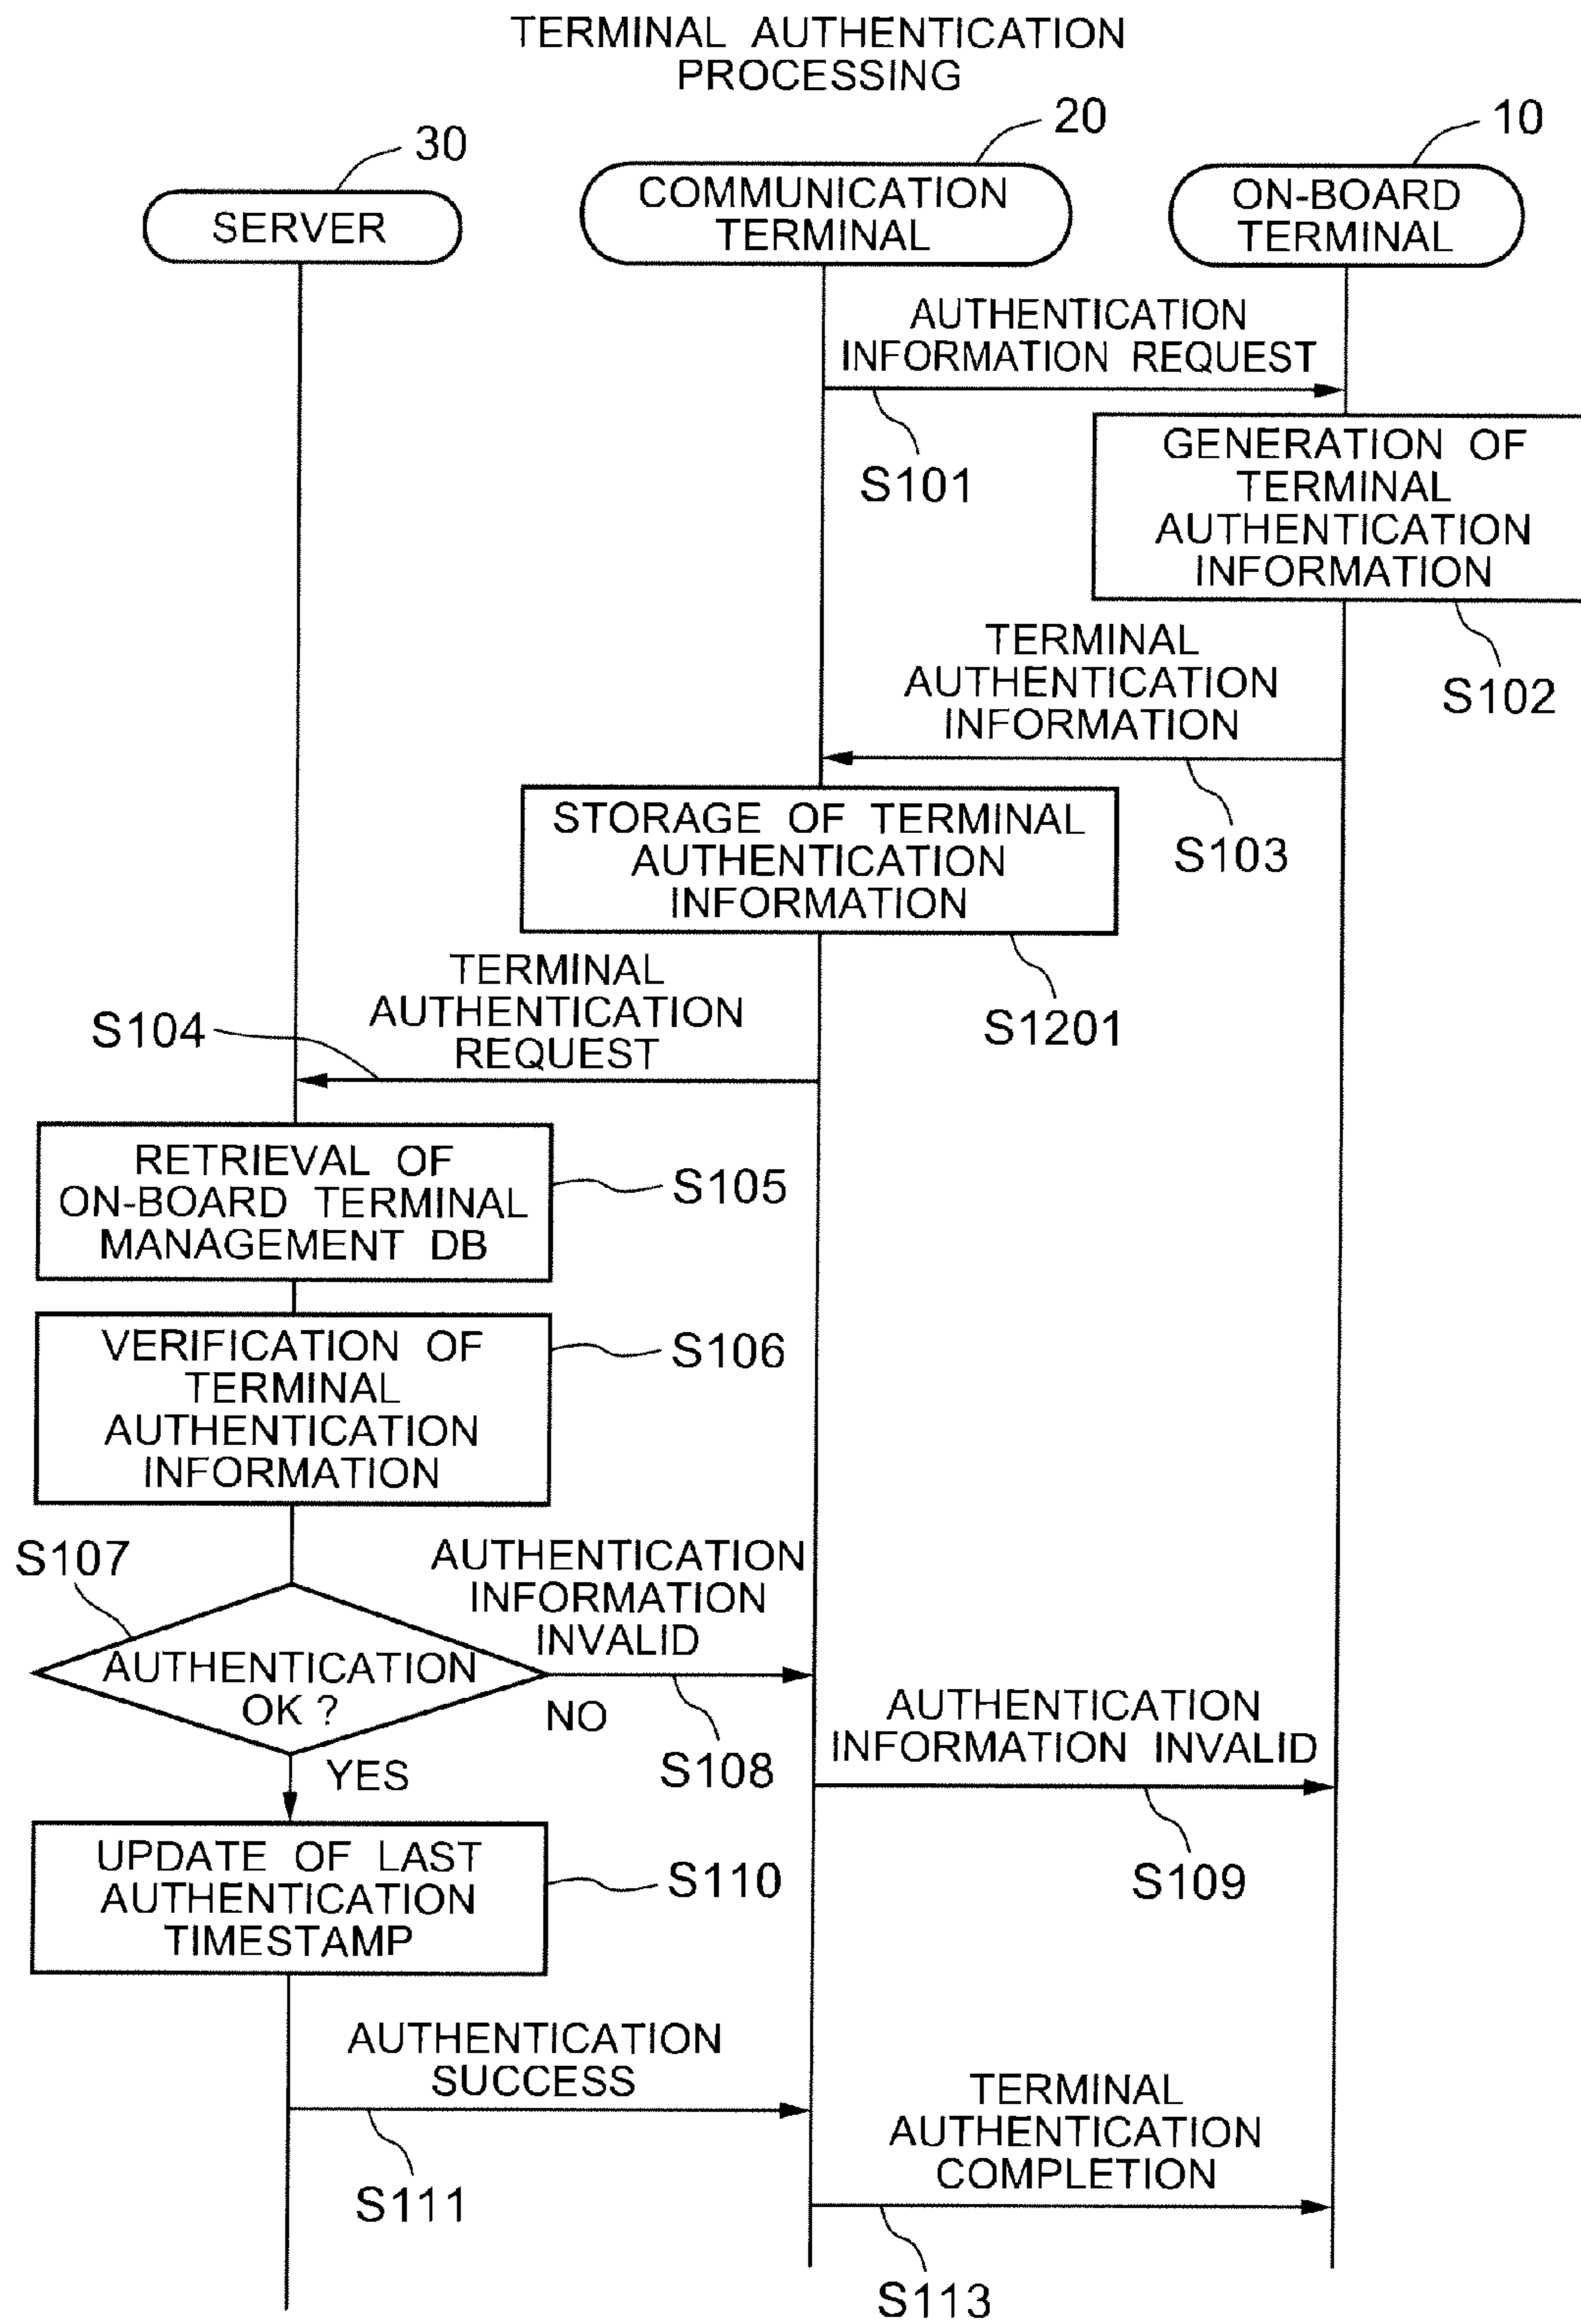 TERMINAL AUTHENTICATION
PROCESSING
30
20
10
SERVER
COMMUNICATION
TERMINAL
ON-BOARD
TERMINAL
AUTHENTICATION
INFORMATION REQUEST
S101
GENERATION OF
TERMINAL
AUTHENTICATION
INFORMATION
S102
TERMINAL
AUTHENTICATION
INFORMATION
S103
STORAGE OF TERMINAL
AUTHENTICATION
INFORMATION
S1201
TERMINAL
AUTHENTICATION
REQUEST
S104
RETRIEVAL OF
ON-BOARD TERMINAL
MANAGEMENT DB
S105
VERIFICATION OF
TERMINAL
AUTHENTICATION
INFORMATION
S106
S107
AUTHENTICATION
OK ?
AUTHENTICATION
INFORMATION
INVALID
NO
S108
AUTHENTICATION
INFORMATION INVALID
S109
YES
UPDATE OF LAST
AUTHENTICATION
TIMESTAMP
S110
AUTHENTICATION
SUCCESS
S111
TERMINAL
AUTHENTICATION
COMPLETION
S113